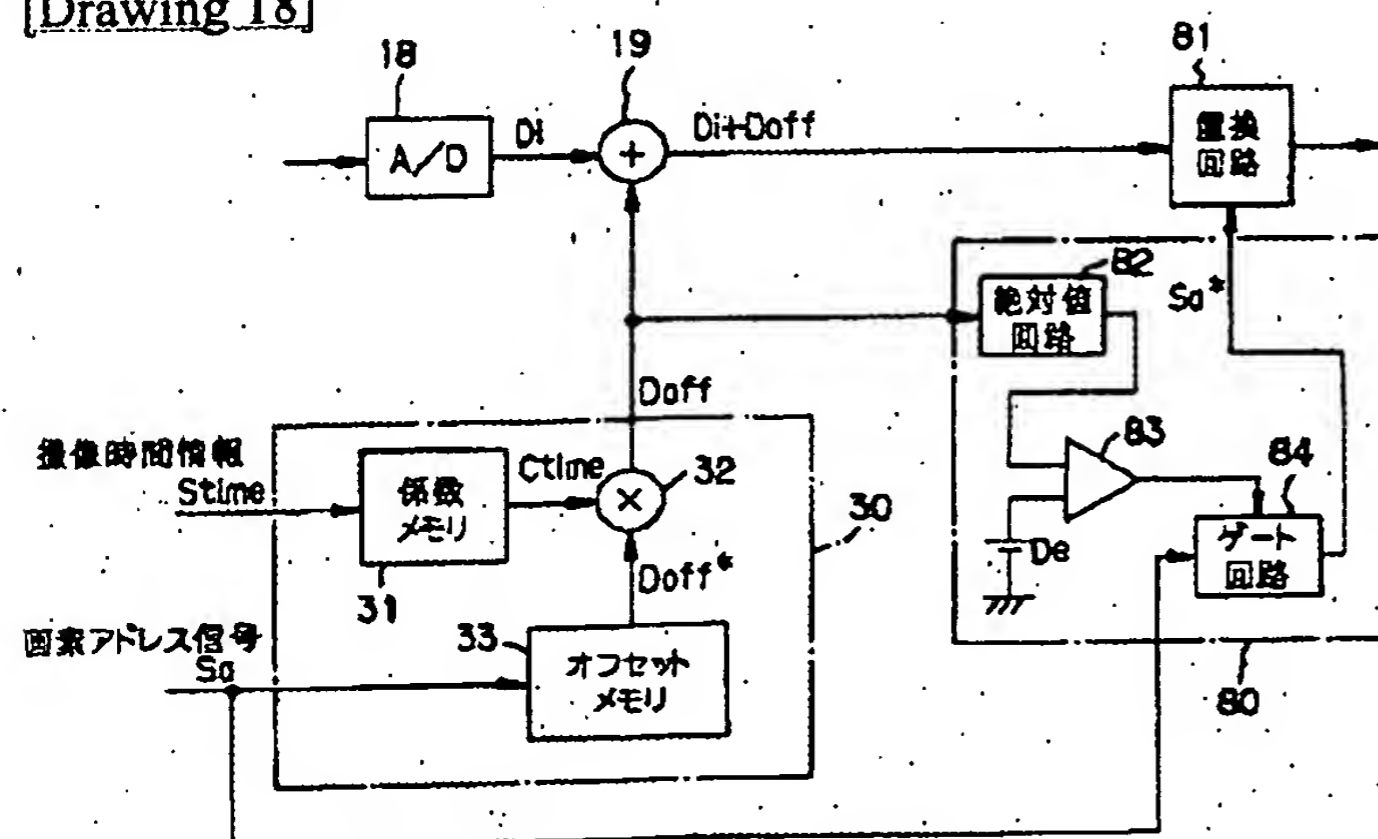 [Drawing 18]
18
19
81
A/D
Di
+
Di+Doff
置換
回路
82
絶対値
回路
Sa*
Doff
撮像時間情報
Stime
係数
メモリ
Ctime
×
32
83
84
30
De
ゲート
回路
31
Doff*
画素アドレス信号
Sa
33
オフセット
メモリ
80